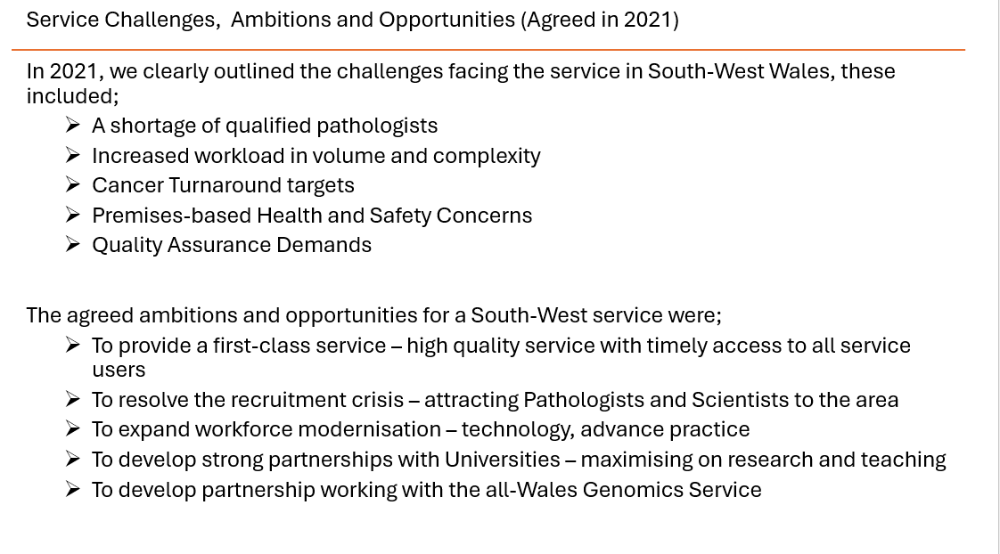 Service Challenges,  Ambitions and Opportunities (Agreed in 2021)
In 2021, we clearly outlined the challenges facing the service in South-West Wales, these
included;
➢ A shortage of qualified pathologists
➢ Increased workload in volume and complexity
➢ Cancer Turnaround targets
➢ Premises-based Health and Safety Concerns
➢ Quality Assurance Demands
The agreed ambitions and opportunities for a South-West service were;
➢ To provide a first-class service – high quality service with timely access to all service
users
➢ To resolve the recruitment crisis – attracting Pathologists and Scientists to the area
➢ To expand workforce modernisation – technology, advance practice
➢ To develop strong partnerships with Universities – maximising on research and teaching
➢ To develop partnership working with the all-Wales Genomics Service